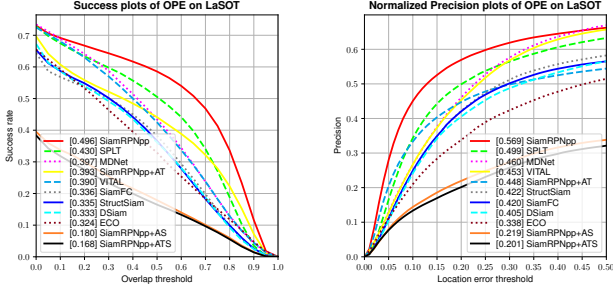 Success plots of OPE on LaSOT
Success rate
0.7
0.6
0.5
0.4
0.3
0.2
0.1
0.0
[0.496] SiamRPNpp
[0.430] SPLT
[0.397] MDNet
[0.393] SiamRPNpp+AT
[0.390] VITAL
[0.336] SiamFC
[0.335] StructSiam
[0.333] DSiam
[0.324] ECO
[0.180] SiamRPNpp+AS
[0.168] SiamRPNpp+ATS
0.0 0.1 0.2 0.3 0.4 0.5 0.6 0.7 0.8 0.9 1.0
Overlap threshold
Normalized Precision plots of OPE on LaSOT
Precision
0.6
0.5
0.4
0.3
0.2
0.1
0.0
[0.569] SiamRPNpp
[0.499] SPLT
[0.460] MDNet
[0.453] VITAL
[0.448] SiamRPNpp+AT
[0.422] StructSiam
[0.420] SiamFC
[0.405] DSiam
[0.338] ECO
[0.219] SiamRPNpp+AS
[0.201] SiamRPNpp+ATS
0.00 0.05 0.10 0.15 0.20 0.25 0.30 0.35 0.40 0.45 0.50
Location error threshold